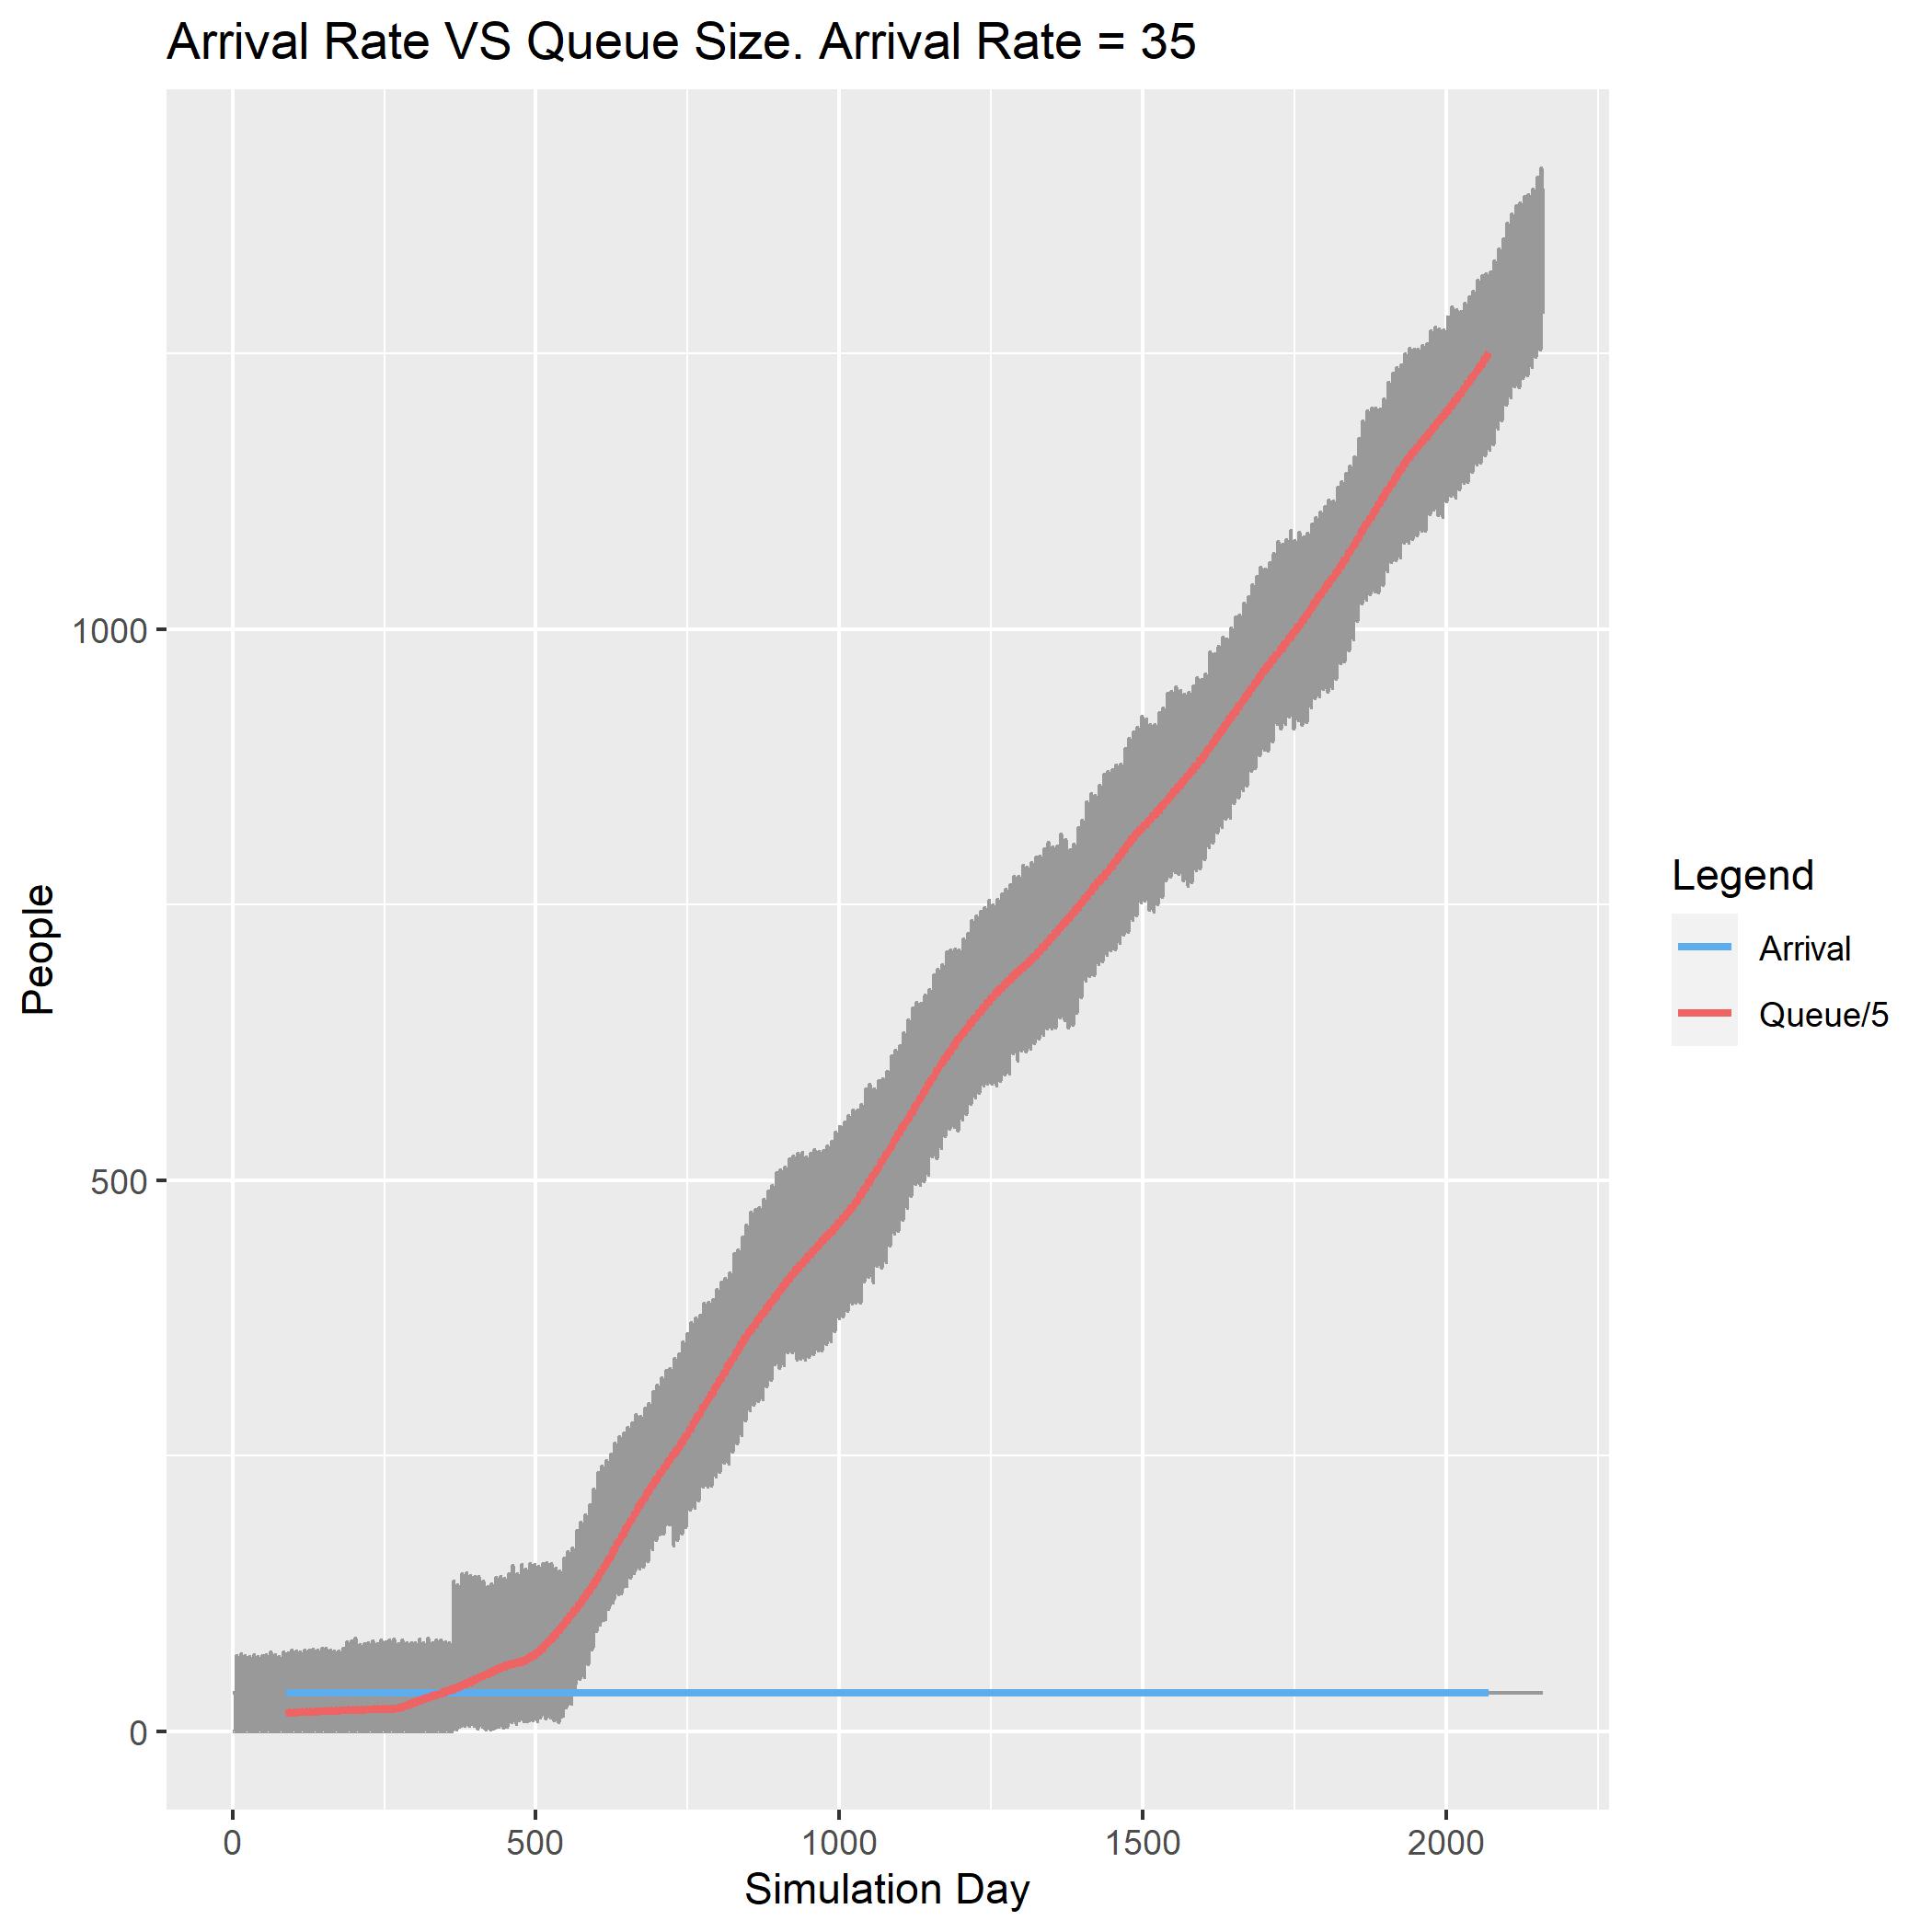 Arrival Rate VS Queue Size. Arrival Rate = 35
People
1000
500
0
0 500 1000 1500 2000
Simulation Day
Legend
Arrival
Queue/5